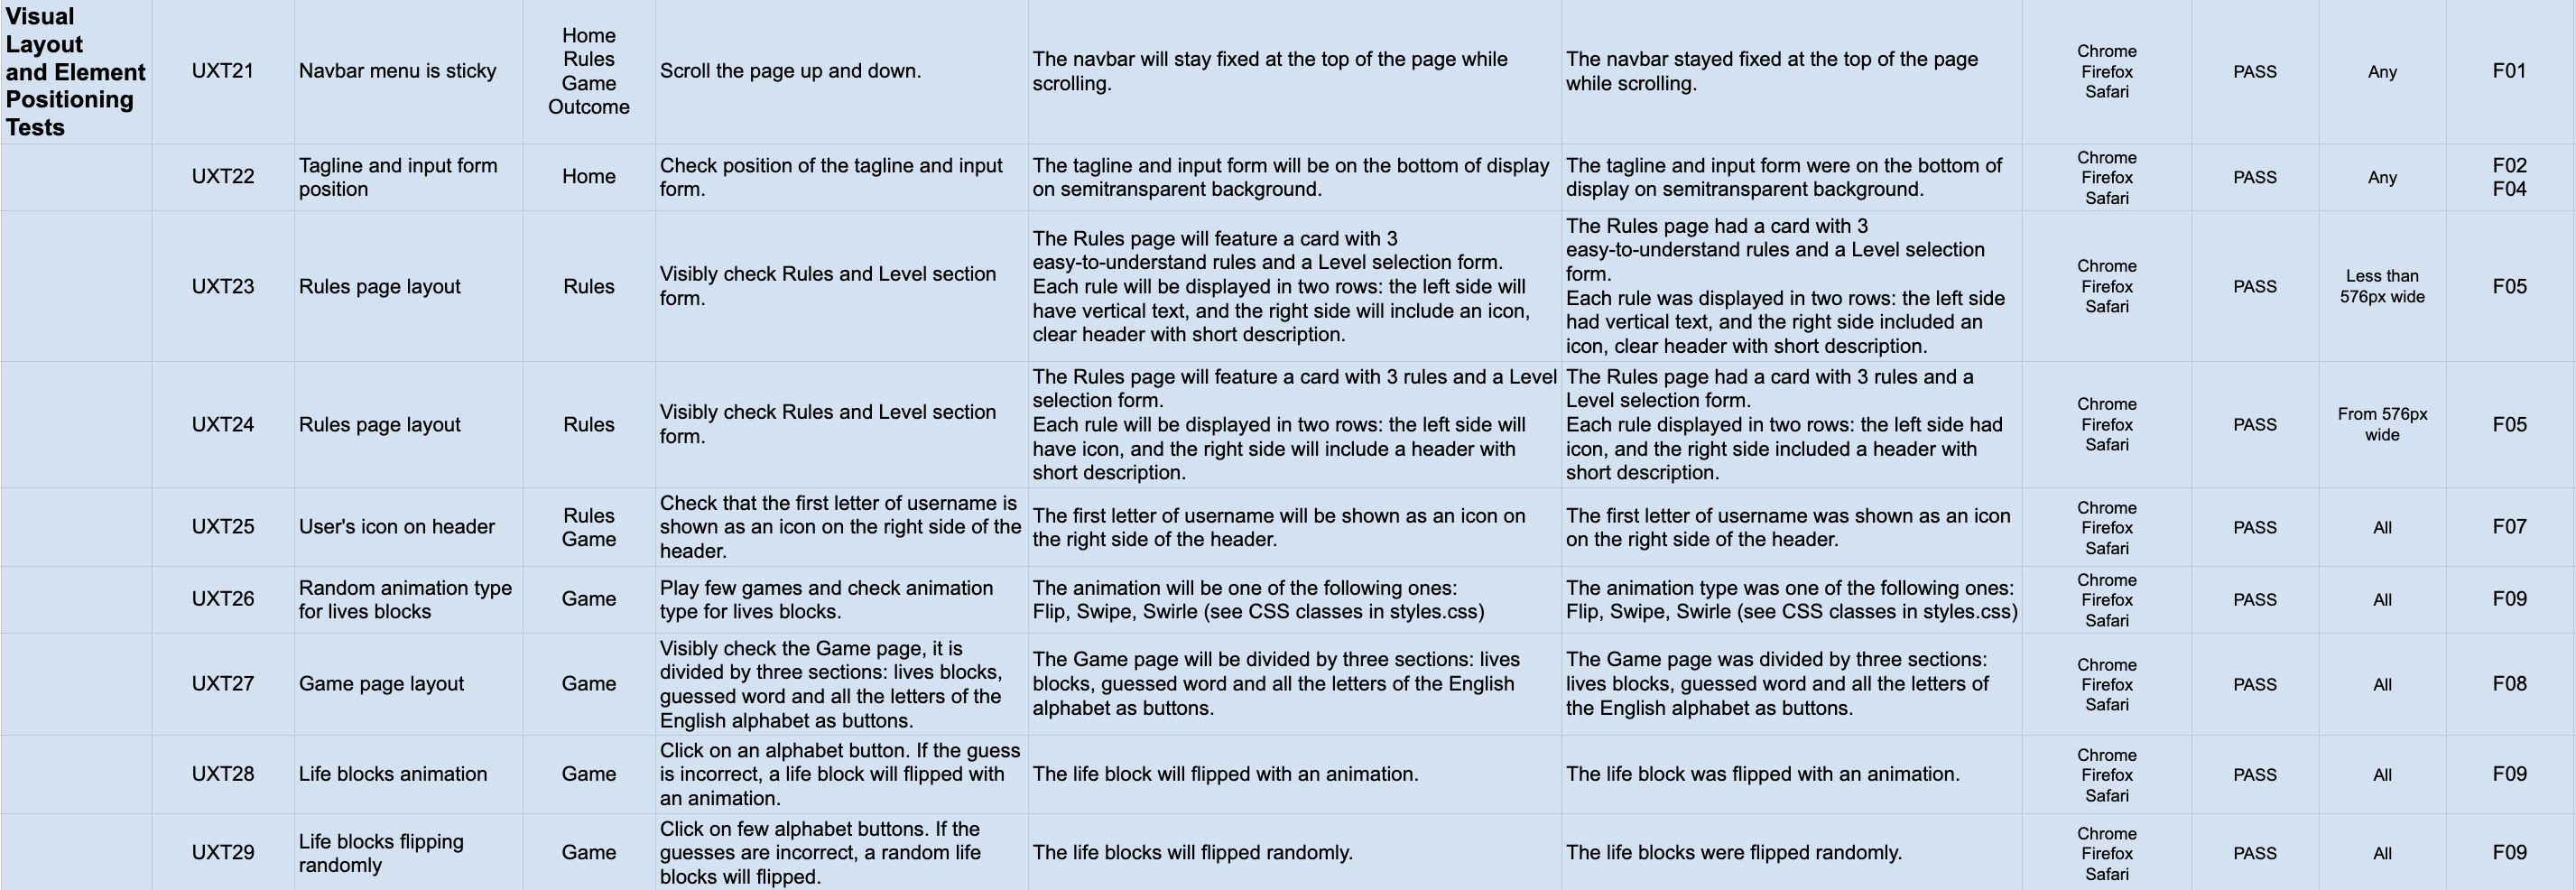 Visual
Layout
and Element
Positioning
Tests
UXT21
Navbar menu is sticky
Home
Rules
Game
Outcome
Scroll the page up and down.
The navbar will stay fixed at the top of the page while
scrolling.
The navbar stayed fixed at the top of the page
while scrolling.
Chrome
Firefox
Safari
PASS
Any
F01
UXT22
Tagline and input form
position
Home
Check position of the tagline and input
form.
The tagline and input form will be on the bottom of display
on semitransparent background.
The tagline and input form were on the bottom of
display on semitransparent background.
Chrome
Firefox
Safari
PASS
Any
F02
F04
UXT23
Rules page layout
Rules
Visibly check Rules and Level section
form.
The Rules page will feature a card with 3
easy-to-understand rules and a Level selection form.
Each rule will be displayed in two rows: the left side will
have vertical text, and the right side will include an icon,
clear header with short description.
The Rules page had a card with 3
easy-to-understand rules and a Level selection
form.
Each rule was displayed in two rows: the left side
had vertical text, and the right side included an
icon, clear header with short description.
Chrome
Firefox
Safari
PASS
Less than
576px wide
F05
UXT24
Rules page layout
Rules
Visibly check Rules and Level section
form.
The Rules page will feature a card with 3 rules and a Level
selection form.
Each rule will be displayed in two rows: the left side will
have icon, and the right side will include a header with
short description.
The Rules page had a card with 3 rules and a
Level selection form.
Each rule displayed in two rows: the left side had
icon, and the right side included a header with
short description.
Chrome
Firefox
Safari
PASS
From 576px
wide
F05
UXT25
User's icon on header
Rules
Game
Check that the first letter of username is
shown as an icon on the right side of the
header.
The first letter of username will be shown as an icon on
the right side of the header.
The first letter of username was shown as an icon
on the right side of the header.
Chrome
Firefox
Safari
PASS
All
F07
UXT26
Random animation type
for lives blocks
Game
Play few games and check animation
type for lives blocks.
The animation will be one of the following ones:
Flip, Swipe, Swirle (see CSS classes in styles.css)
The animation type was one of the following ones:
Flip, Swipe, Swirle (see CSS classes in styles.css)
Chrome
Firefox
Safari
PASS
All
F09
UXT27
Game page layout
Game
Visibly check the Game page, it is
divided by three sections: lives blocks,
guessed word and all the letters of the
English alphabet as buttons.
The Game page will be divided by three sections: lives
blocks, guessed word and all the letters of the English
alphabet as buttons.
The Game page was divided by three sections:
lives blocks, guessed word and all the letters of
the English alphabet as buttons.
Chrome
Firefox
Safari
PASS
All
F08
UXT28
Life blocks animation
Game
Click on an alphabet button. If the guess
is incorrect, a life block will flipped with
an animation.
The life block will flipped with an animation.
The life block was flipped with an animation.
Chrome
Firefox
Safari
PASS
All
F09
UXT29
Life blocks flipping
randomly
Game
Click on few alphabet buttons. If the
guesses are incorrect, a random life
blocks will flipped.
The life blocks will flipped randomly.
The life blocks were flipped randomly.
Chrome
Firefox
Safari
PASS
All
F09